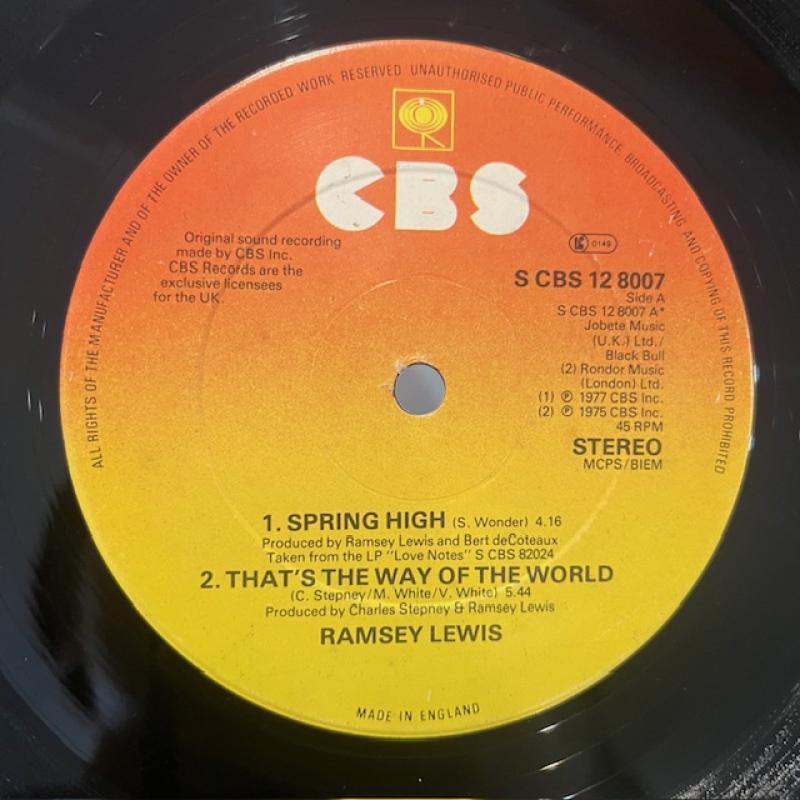 ALL RIGHTS OF THE MANUFACTURER AND OF THE OWNER OF THE RECORDED WORK RESERVED UNAUTHORISED PUBLIC PERFORMANCE, BROADCASTING AND COPYING OF THIS RECORD PROHIBITED
CBS
Original sound recording
made by CBS Inc.
CBS Records are the
exclusive licensees
for the UK.
LC 0149
S CBS 12 8007
Side A
S CBS 12 8007 A*
Jobete Music
(U.K.) Ltd./
Black Bull
(2) Rondor Music
(London) Ltd.
(1) ℗ 1977 CBS Inc.
(2) ℗ 1975 CBS Inc.
45 RPM
STEREO
MCPS/BIEM
1. SPRING HIGH (S. Wonder) 4.16
Produced by Ramsey Lewis and Bert deCoteaux
Taken from the LP "Love Notes" S CBS 82024
2. THAT'S THE WAY OF THE WORLD
(C. Stepney/M. White/V. White) 5.44
Produced by Charles Stepney & Ramsey Lewis
RAMSEY LEWIS
MADE IN ENGLAND